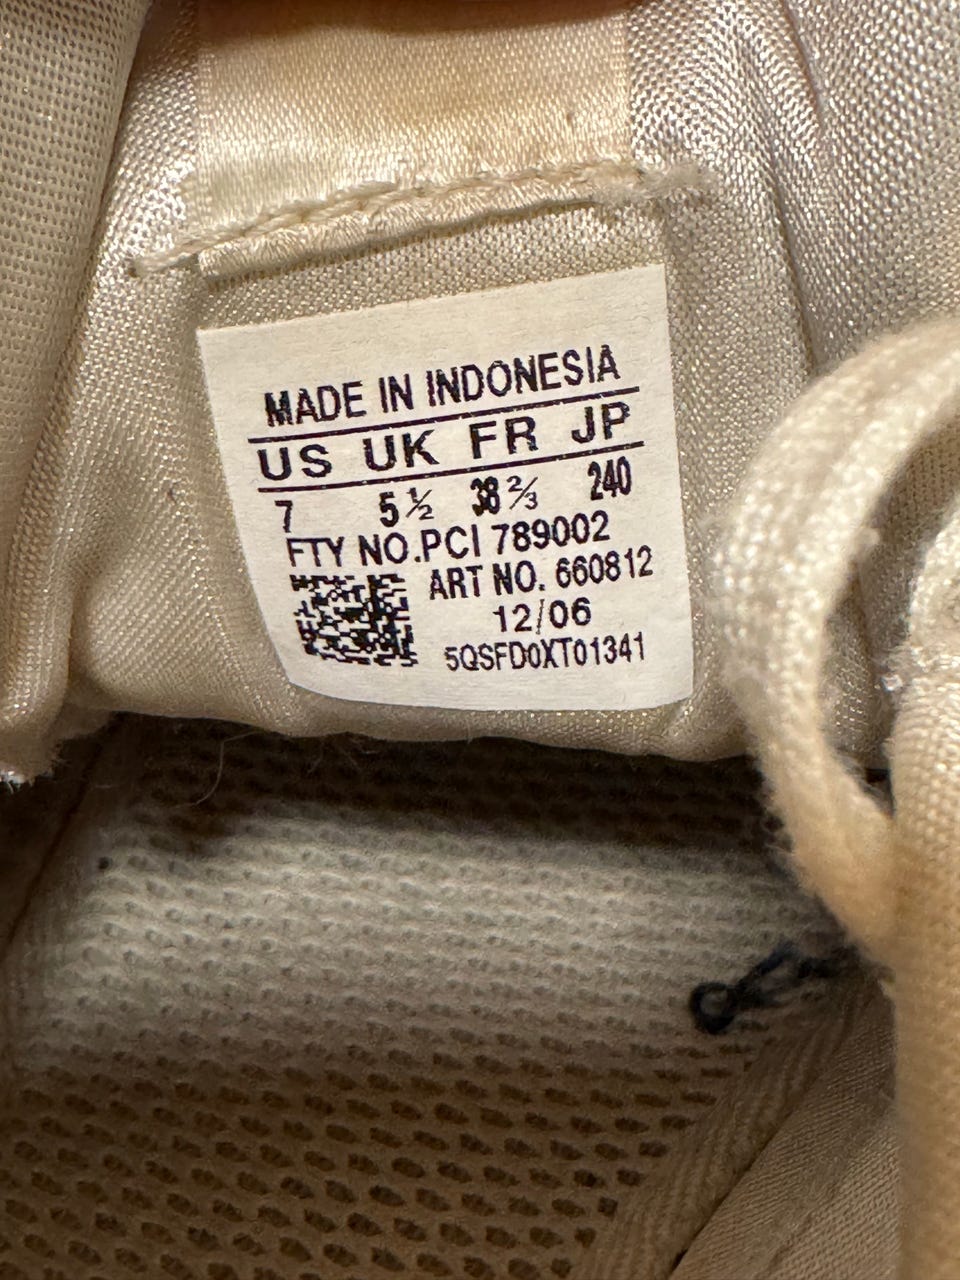 MADE IN INDONESIA
US UK FR JP
7 5½ 38⅔ 240
FTY NO.PCI 789002
ART NO. 660812
12/06
5QSFD0XT01341